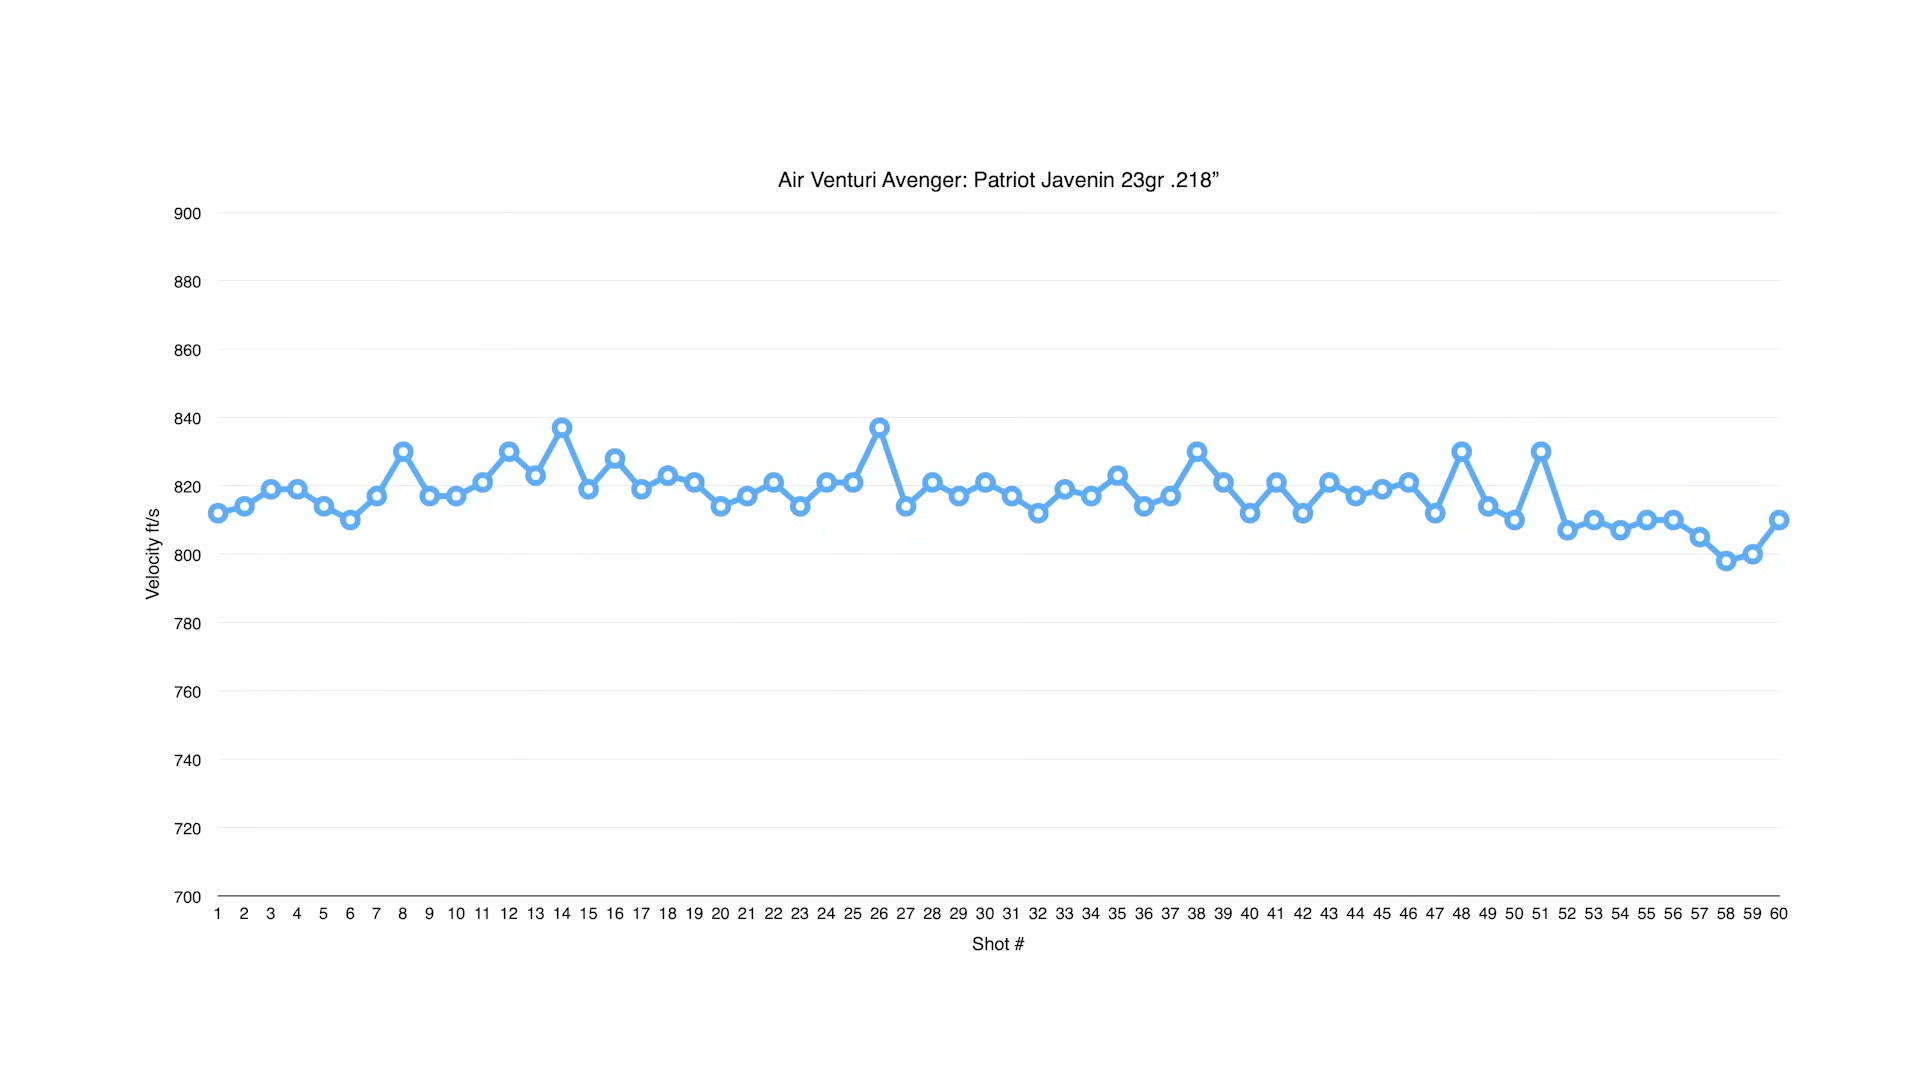 Air Venturi Avenger: Patriot Javenin 23gr .218”
900
880
860
840
820
800
780
760
740
720
700
Velocity ft/s
1 2 3 4 5 6 7 8 9 10 11 12 13 14 15 16 17 18 19 20 21 22 23 24 25 26 27 28 29 30 31 32 33 34 35 36 37 38 39 40 41 42 43 44 45 46 47 48 49 50 51 52 53 54 55 56 57 58 59 60
Shot #